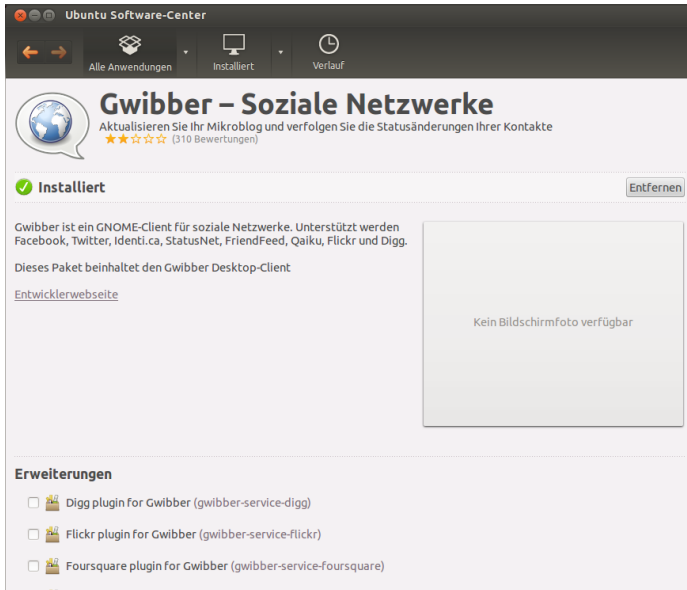 Ubuntu Software-Center
Alle Anwendungen
Installiert
Verlauf
Gwibber – Soziale Netzwerke
Aktualisieren Sie Ihr Mikroblog und verfolgen Sie die Statusänderungen Ihrer Kontakte
(310 Bewertungen)
Installiert
Entfernen
Gwibber ist ein GNOME-Client für soziale Netzwerke. Unterstützt werden
Facebook, Twitter, Identi.ca, StatusNet, FriendFeed, Qaiku, Flickr und Digg.
Dieses Paket beinhaltet den Gwibber Desktop-Client
Entwicklerwebseite
Kein Bildschirmfoto verfügbar
Erweiterungen
Digg plugin for Gwibber (gwibber-service-digg)
Flickr plugin for Gwibber (gwibber-service-flickr)
Foursquare plugin for Gwibber (gwibber-service-foursquare)